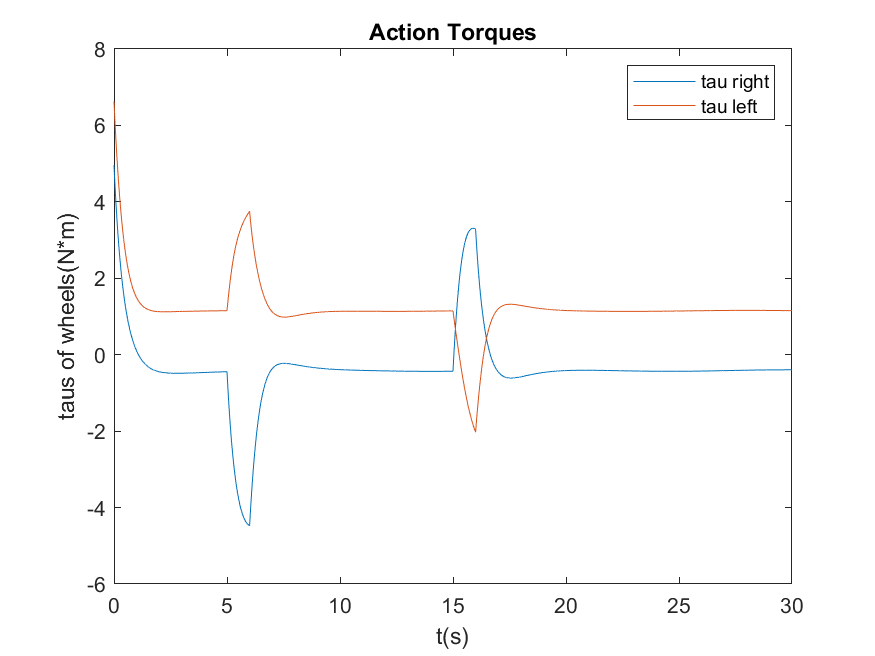 Action Torques
tau right
tau left
taus of wheels(N*m)
8
6
4
2
0
-2
-4
-6
0 5 10 15 20 25 30
t(s)